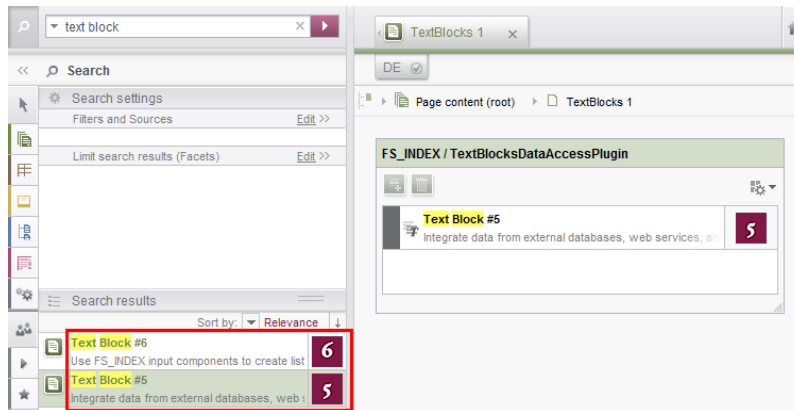 text block
Search
Search settings
Filters and Sources Edit >>
Limit search results (Facets) Edit >>
Search results
Sort by: Relevance
Text Block #6
Use FS_INDEX input components to create list
6
Text Block #5
Integrate data from external databases, web
5
TextBlocks 1 x
DE
Page content (root) TextBlocks 1
FS_INDEX / TextBlocksDataAccessPlugin
Text Block #5
Integrate data from external databases, web services, an
5